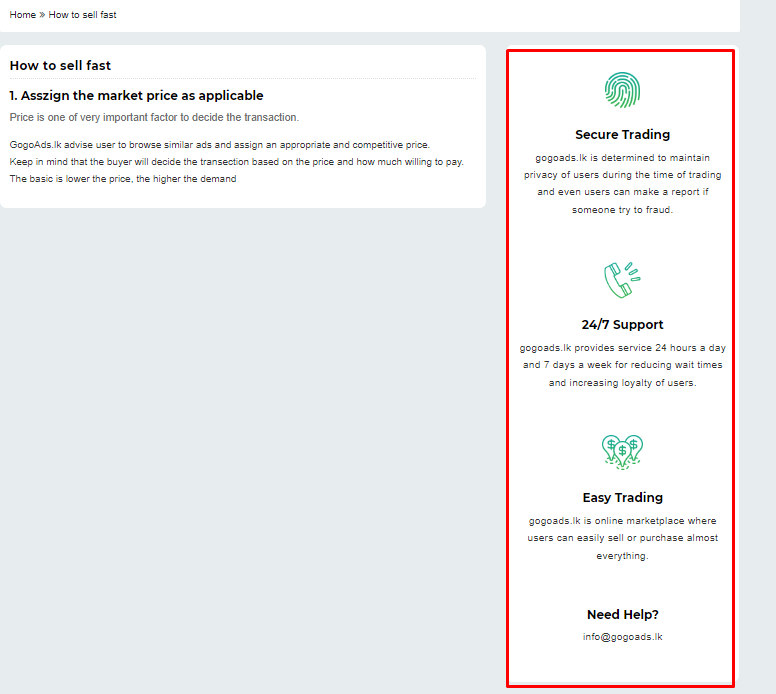 Home » How to sell fast
How to sell fast
1. Asszign the market price as applicable
Price is one of very important factor to decide the transaction.
GogoAds.lk advise user to browse similar ads and assign an appropriate and competitive price.
Keep in mind that the buyer will decide the transection based on the price and how much willing to pay.
The basic is lower the price, the higher the demand
Secure Trading
gogoads.lk is determined to maintain
privacy of users during the time of trading
and even users can make a report if
someone try to fraud.
24/7 Support
gogoads.lk provides service 24 hours a day
and 7 days a week for reducing wait times
and increasing loyalty of users.
Easy Trading
gogoads.lk is online marketplace where
users can easily sell or purchase almost
everything.
Need Help?
info@gogoads.lk